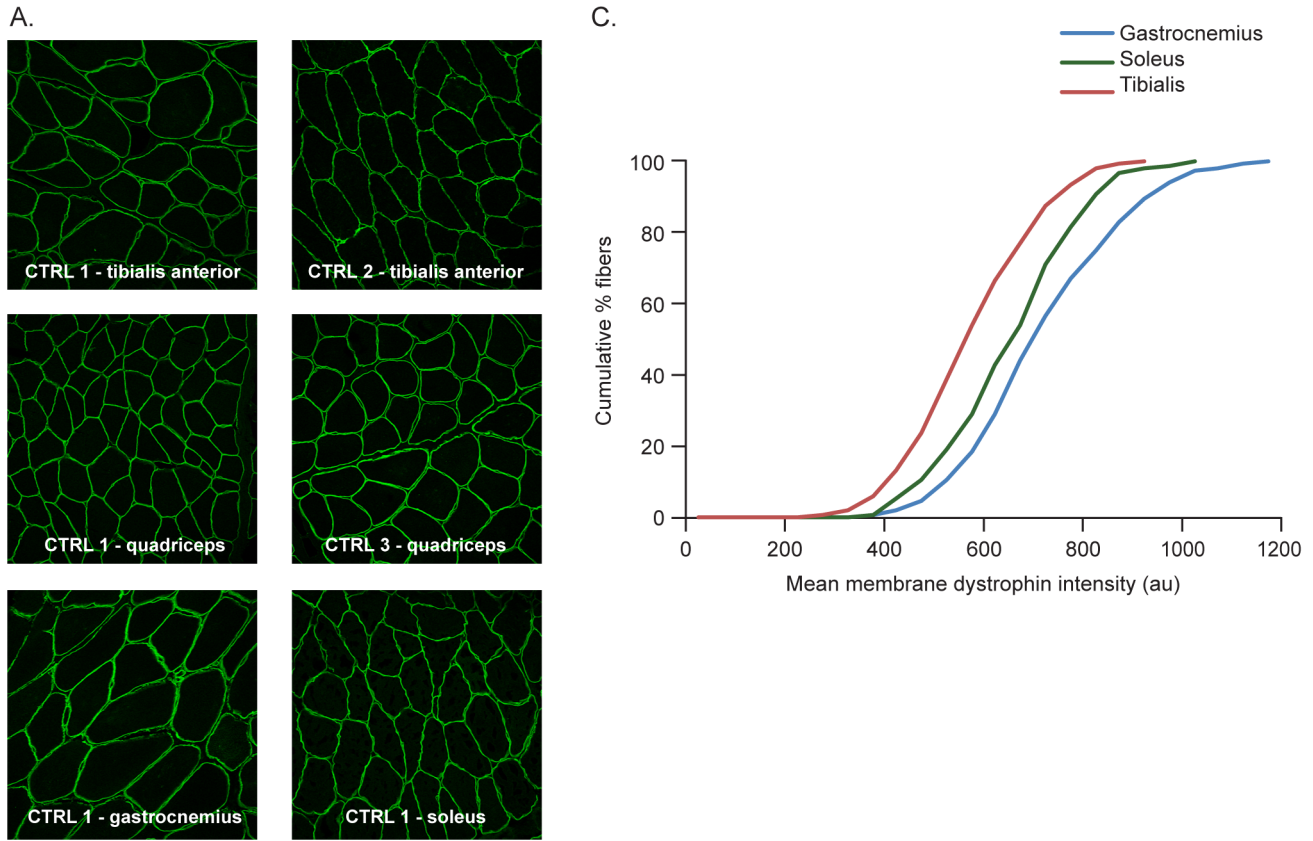 A.
CTRL 1 - tibialis anterior
CTRL 2 - tibialis anterior
CTRL 1 - quadriceps
CTRL 3 - quadriceps
CTRL 1 - gastrocnemius
CTRL 1 - soleus
C.
Gastrocnemius
Soleus
Tibialis
100
80
60
40
20
0
Cumulative % fibers
0 200 400 600 800 1000 1200
Mean membrane dystrophin intensity (au)